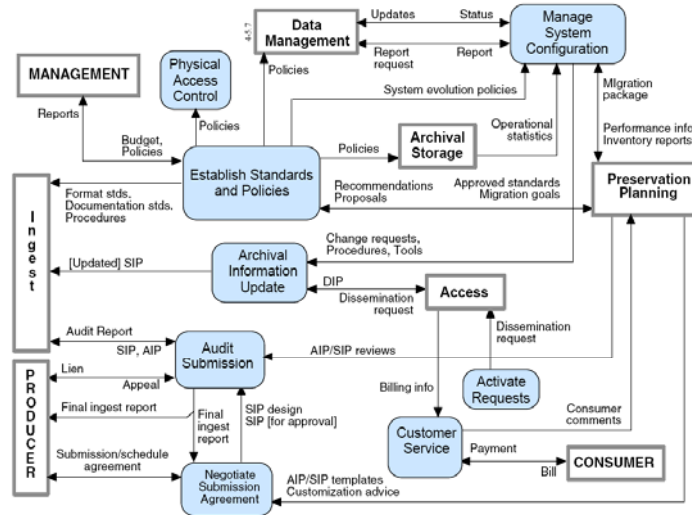 4-5.7
Data
Management
Updates
Status
Report
request
Report
Manage
System
Configuration
MANAGEMENT
Physical
Access
Control
Policies
System evolution policies
MIgration
package
Reports
Policies
Operational
statistics
Performance info
Inventory reports
Budget,
Policies
Policies
Archival
Storage
Establish Standards
and Policies
Preservation
Planning
Ingest
Format stds.
Documentation stds.
Procedures
Recommendations
Proposals
Approved standards
Migration goals
Change requests,
Procedures, Tools
[Updated] SIP
Archival
Information
Update
DIP
Dissemination
request
Access
Audit Report
SIP, AIP
Audit
Submission
AIP/SIP reviews
Dissemination
request
PRODUCER
Lien
Appeal
Billing info
Activate
Requests
Final ingest report
Final
ingest
report
SIP design
SIP [for approval]
Customer
Service
Consumer
comments
Submission/schedule
agreement
Negotiate
Submission
Agreement
AIP/SIP templates
Customization advice
Payment
Bill
CONSUMER